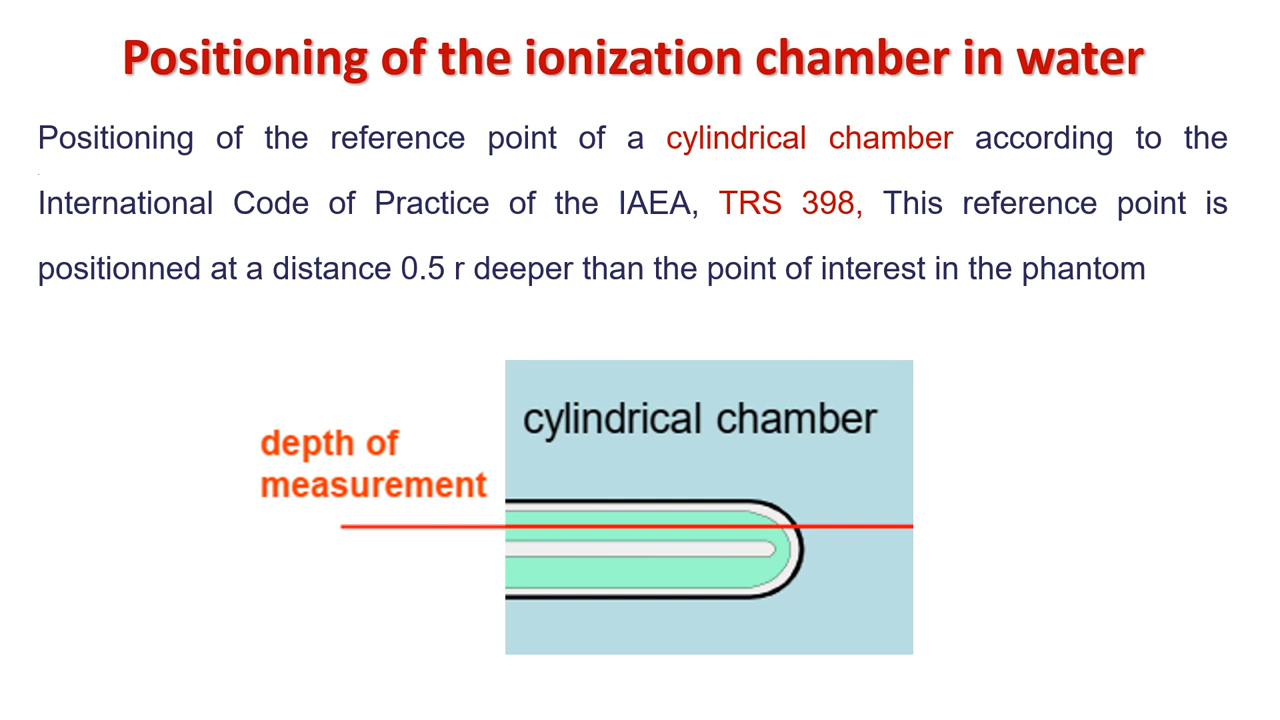 Positioning of the ionization chamber in water
Positioning of the reference point of a cylindrical chamber according to the
International Code of Practice of the IAEA, TRS 398, This reference point is
positionned at a distance 0.5 r deeper than the point of interest in the phantom
cylindrical chamber
depth of
measurement